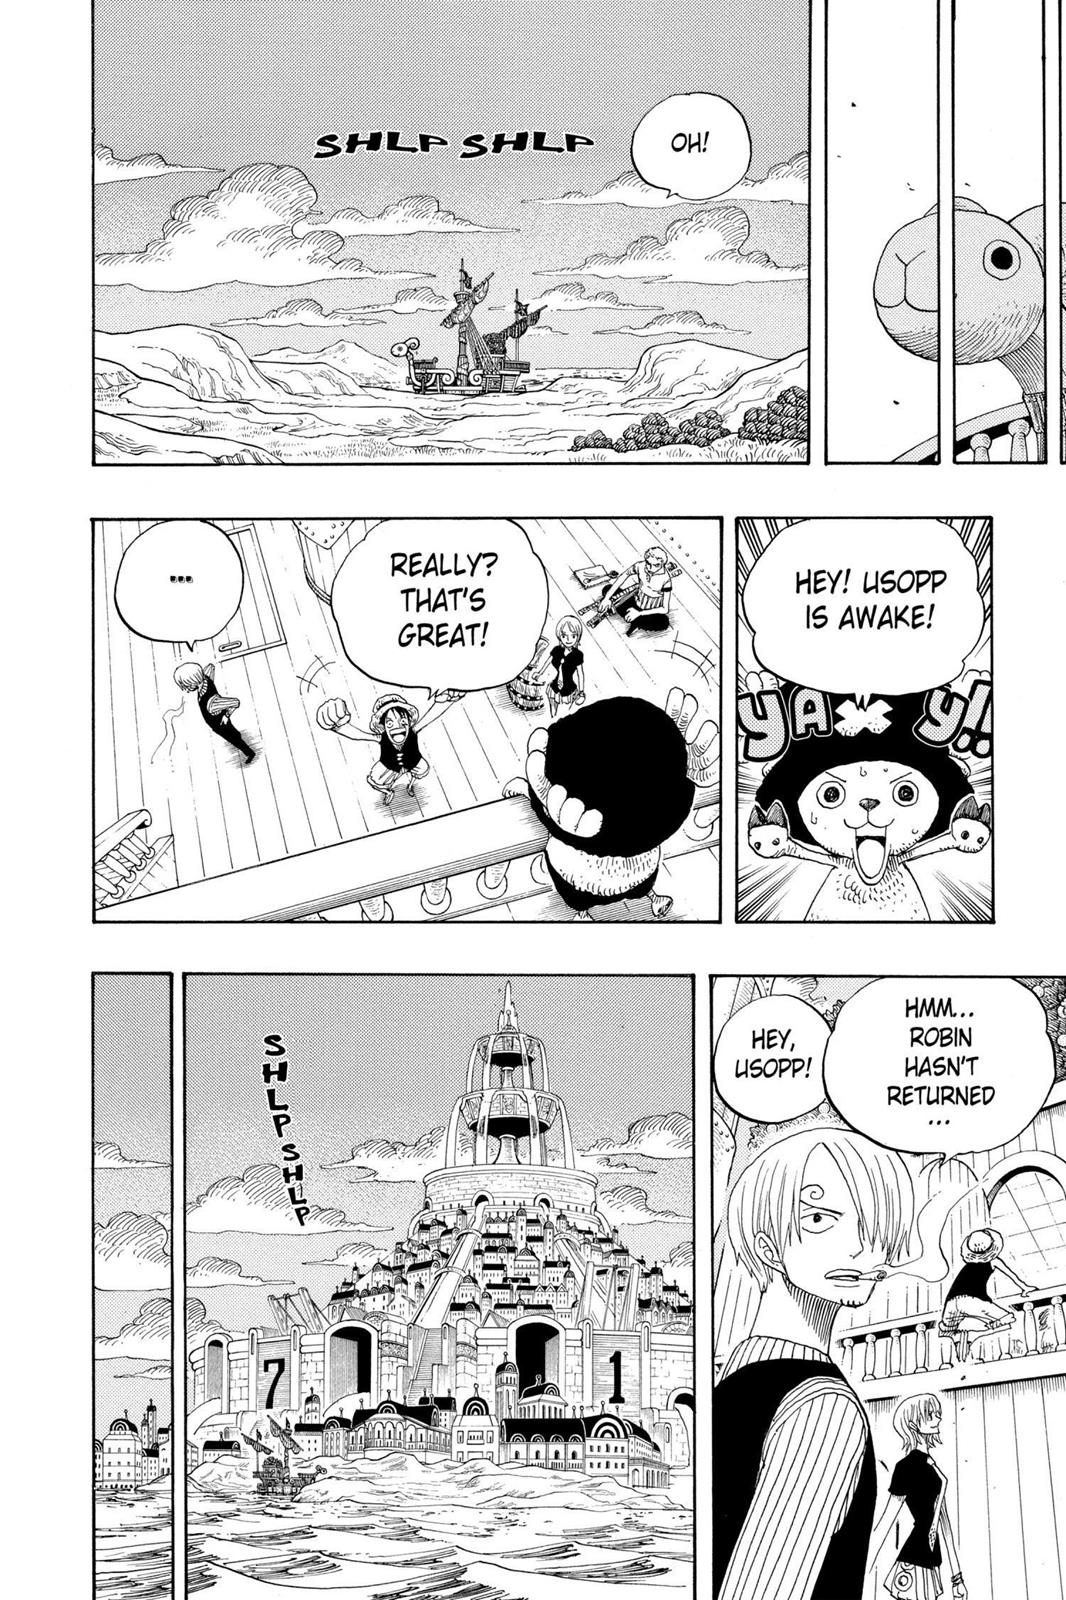 OH!
SHLP SHLP
HEY! USOPP
IS AWAKE!
YAY!!
REALLY?
THAT'S
GREAT!
...
HMM...
ROBIN
HASN'T
RETURNED
...
HEY,
USOPP!
SHLP SHLP
7
1